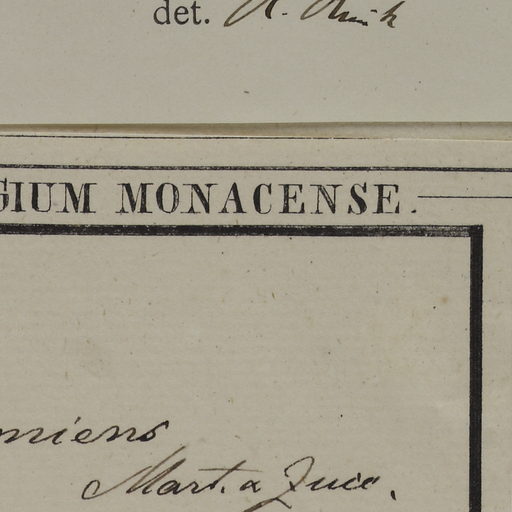 det. A.
GIUM MONACENSE.
miens
Mart. a Zucc.